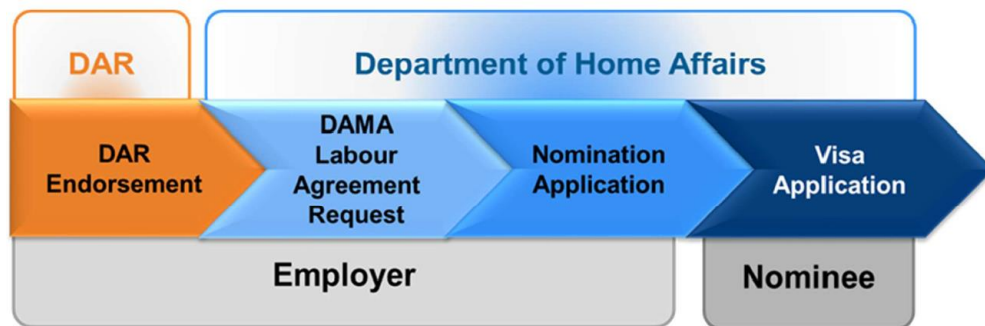 DAR
Department of Home Affairs
DAR
Endorsement
DAMA
Labour
Agreement
Request
Nomination
Application
Visa
Application
Employer
Nominee